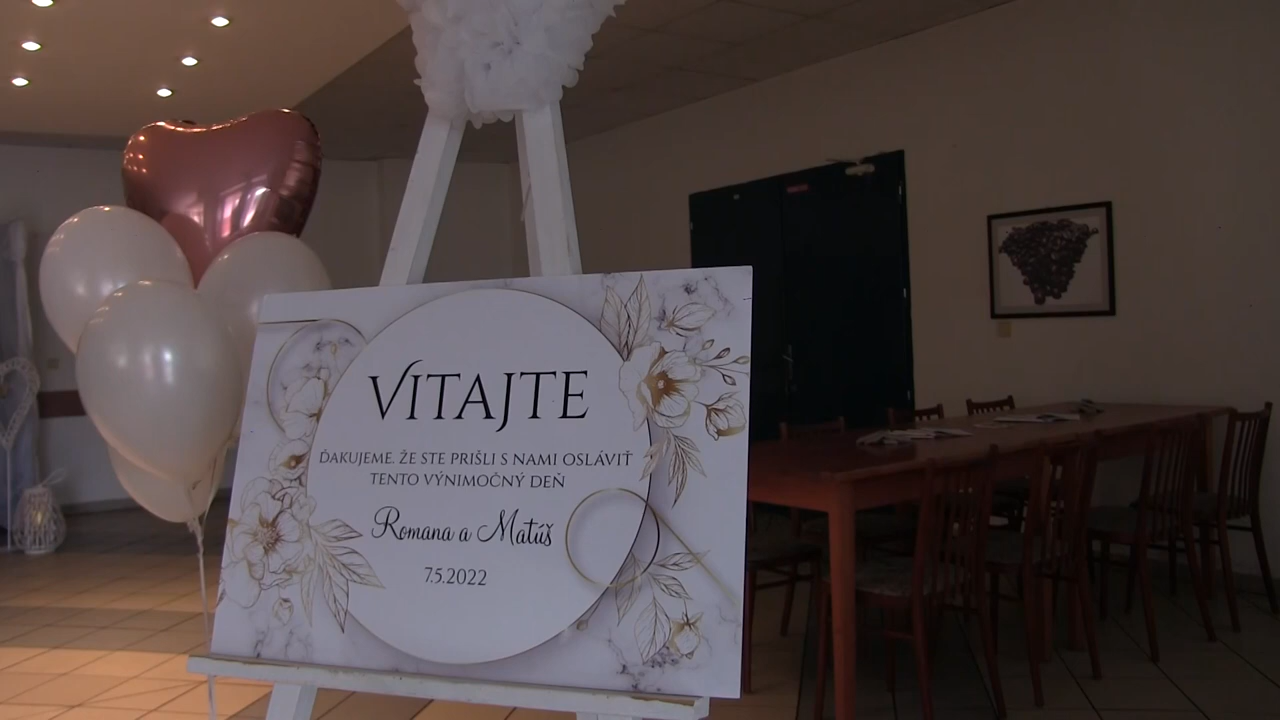 VITAJTE
ĎAKUJEME, ŽE STE PRIŠLI S NAMI OSLÁVIŤ
TENTO VÝNIMOČNÝ DEŇ
Romana a Matúš
7.5.2022